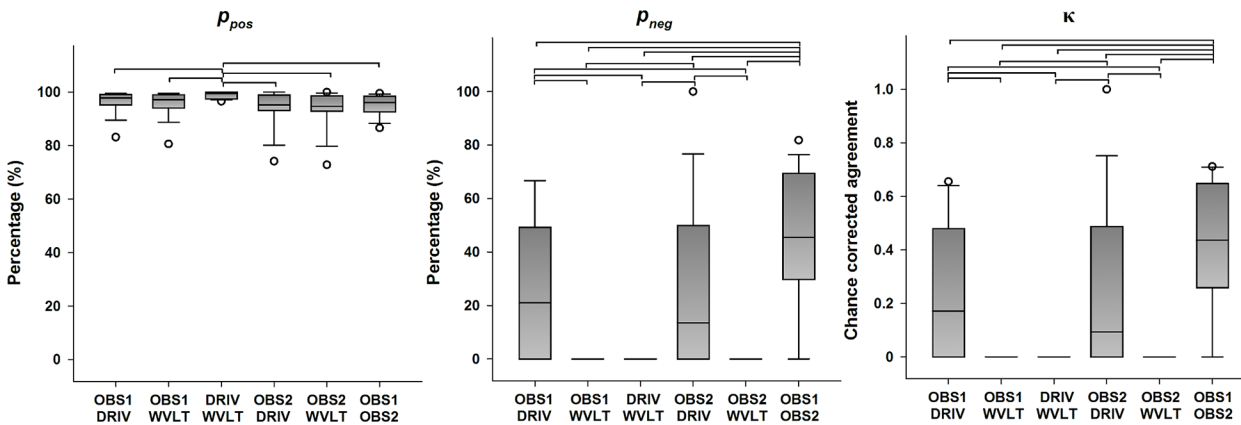 p_pos
Percentage (%)
100
80
60
40
20
0
OBS1 DRIV
OBS1 WVLT
DRIV WVLT
OBS2 DRIV
OBS2 WVLT
OBS1 OBS2
p_neg
Percentage (%)
100
80
60
40
20
0
OBS1 DRIV
OBS1 WVLT
DRIV WVLT
OBS2 DRIV
OBS2 WVLT
OBS1 OBS2
κ
Chance corrected agreement
1.0
0.8
0.6
0.4
0.2
0
OBS1 DRIV
OBS1 WVLT
DRIV WVLT
OBS2 DRIV
OBS2 WVLT
OBS1 OBS2